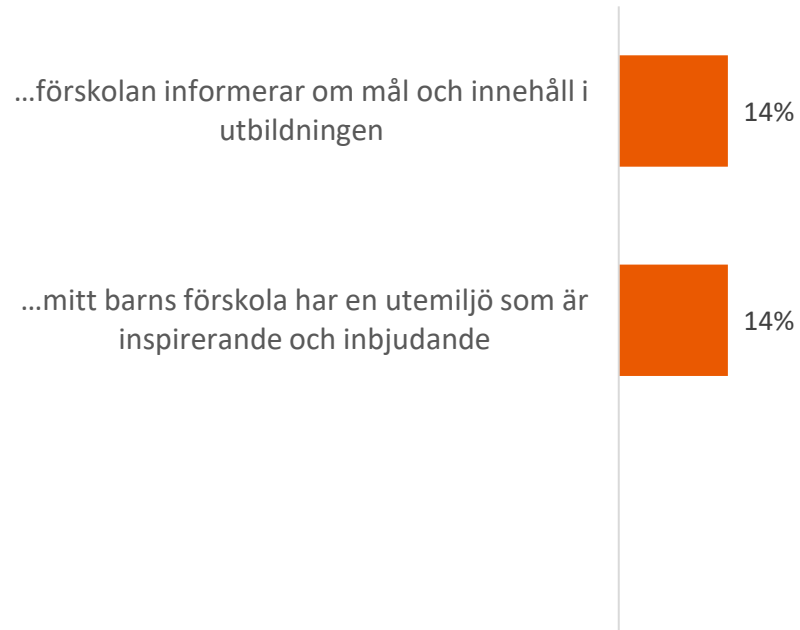 ...förskolan informerar om mål och innehåll i
utbildningen
14%
...mitt barns förskola har en utemiljö som är
inspirerande och inbjudande
14%